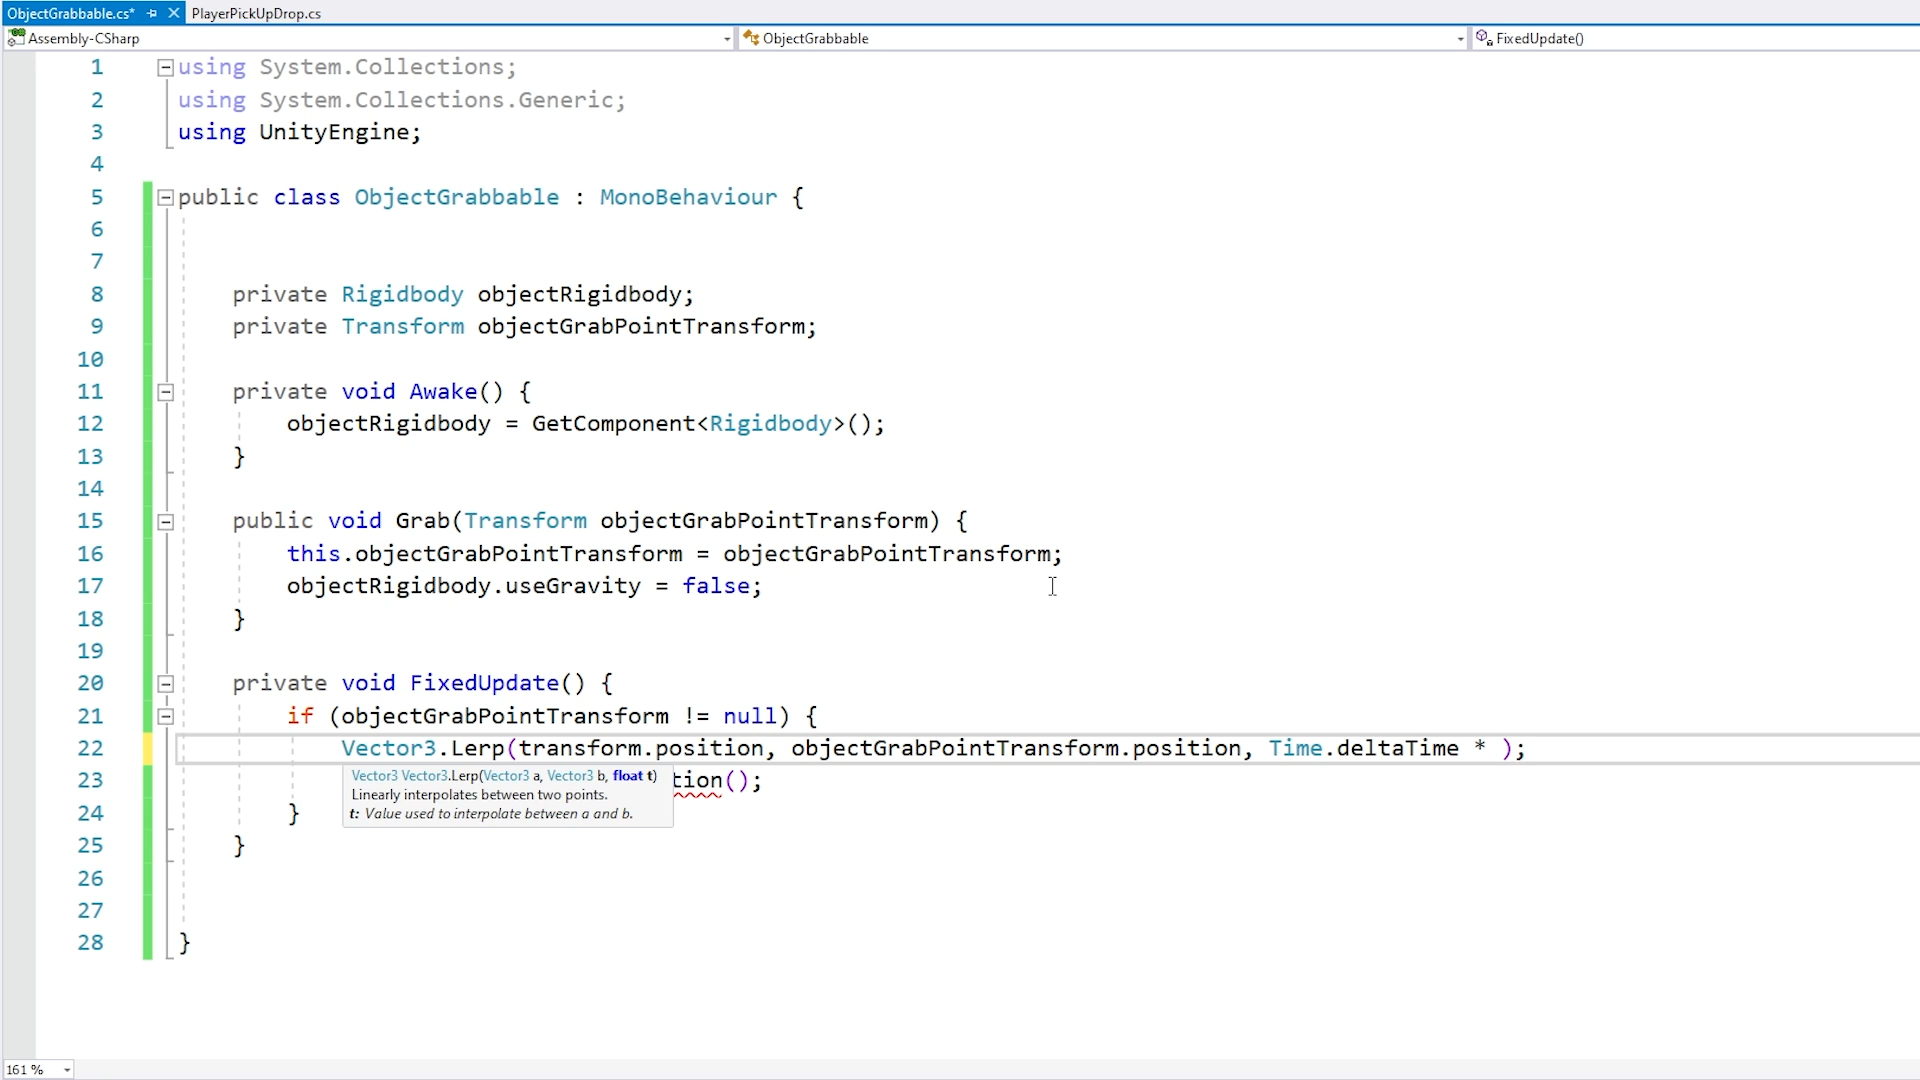 ObjectGrabbable.cs* PlayerPickUpDrop.cs
Assembly-CSharp ObjectGrabbable FixedUpdate()
1 using System.Collections;
2 using System.Collections.Generic;
3 using UnityEngine;
4
5 public class ObjectGrabbable : MonoBehaviour {
6
7
8 private Rigidbody objectRigidbody;
9 private Transform objectGrabPointTransform;
10
11 private void Awake() {
12 objectRigidbody = GetComponent<Rigidbody>();
13 }
14
15 public void Grab(Transform objectGrabPointTransform) {
16 this.objectGrabPointTransform = objectGrabPointTransform;
17 objectRigidbody.useGravity = false;
18 }
19
20 private void FixedUpdate() {
21 if (objectGrabPointTransform != null) {
22 Vector3.Lerp(transform.position, objectGrabPointTransform.position, Time.deltaTime * );
23 tion();
Vector3 Vector3.Lerp(Vector3 a, Vector3 b, float t)
Linearly interpolates between two points.
t: Value used to interpolate between a and b.
24 }
25 }
26
27
28 }
161 %